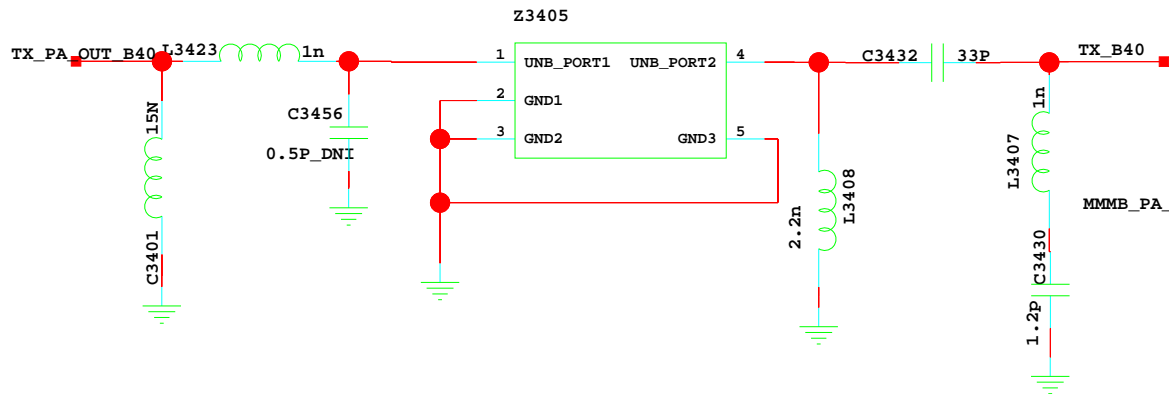 Z3405
TX_PA_OUT_B40
L3423
1n
1
UNB_PORT1
UNB_PORT2
4
C3432
33P
TX_B40
2
GND1
3
GND2
GND3
5
C3456
0.5P_DNI
15N
C3401
L3408
2.2n
1n
L3407
MMMB_PA_
C3430
1.2p